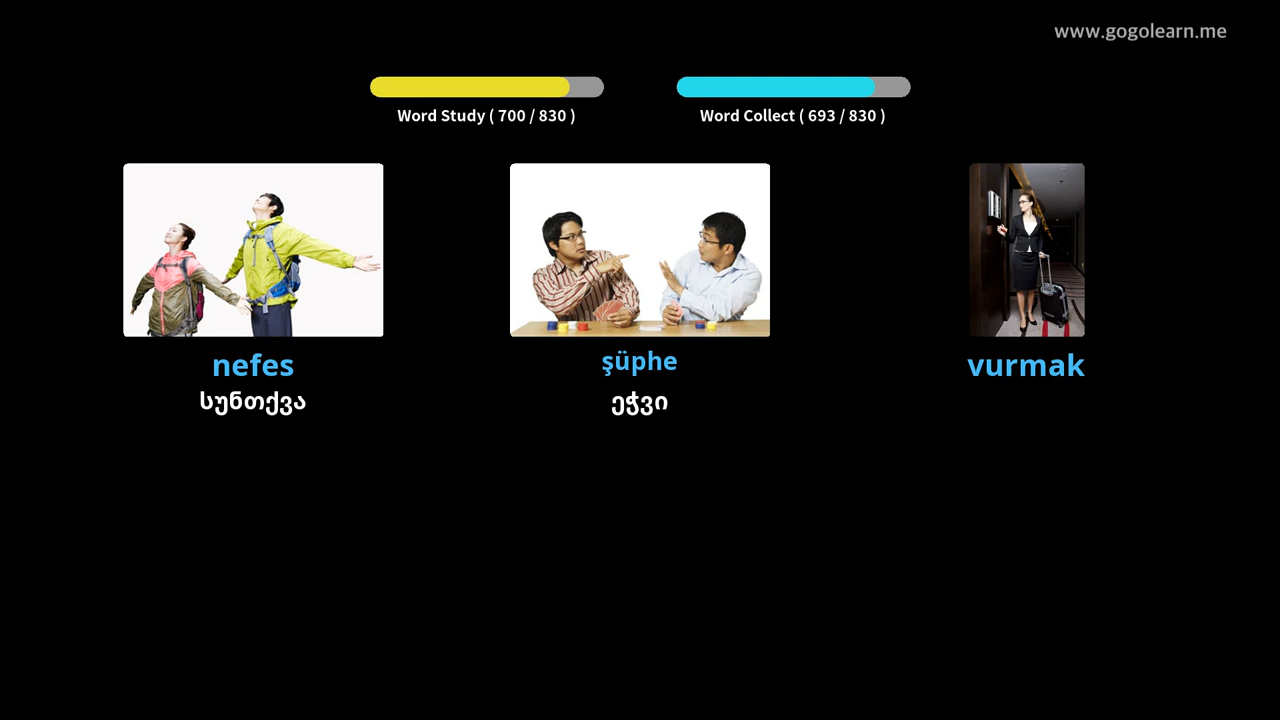 www.gogolearn.me
Word Study ( 700 / 830 )
Word Collect ( 693 / 830 )
nefes
şüphe
vurmak
სუნთქვა
ეჭვი